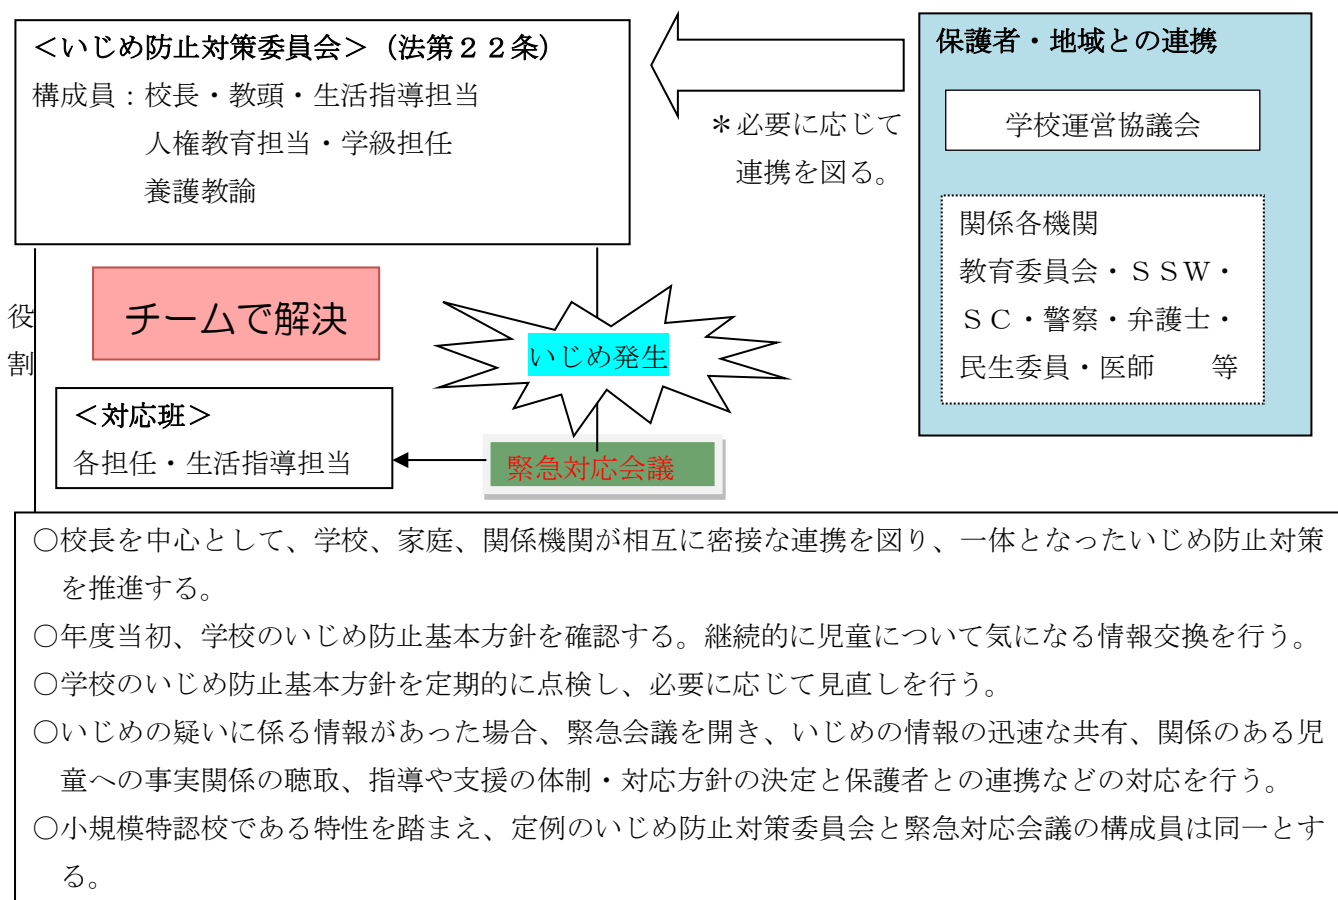 ＜いじめ防止対策委員会＞（法第２２条）
構成員：校長・教頭・生活指導担当
人権教育担当・学級担任
養護教諭
＊必要に応じて
連携を図る。
保護者・地域との連携
学校運営協議会
関係各機関
教育委員会・ＳＳＷ・
ＳＣ・警察・弁護士・
民生委員・医師　　等
役
割
チームで解決
いじめ発生
＜対応班＞
各担任・生活指導担当
緊急対応会議
○校長を中心として、学校、家庭、関係機関が相互に密接な連携を図り、一体となったいじめ防止対策
を推進する。
○年度当初、学校のいじめ防止基本方針を確認する。継続的に児童について気になる情報交換を行う。
○学校のいじめ防止基本方針を定期的に点検し、必要に応じて見直しを行う。
○いじめの疑いに係る情報があった場合、緊急会議を開き、いじめの情報の迅速な共有、関係のある児
童への事実関係の聴取、指導や支援の体制・対応方針の決定と保護者との連携などの対応を行う。
○小規模特認校である特性を踏まえ、定例のいじめ防止対策委員会と緊急対応会議の構成員は同一とす
る。